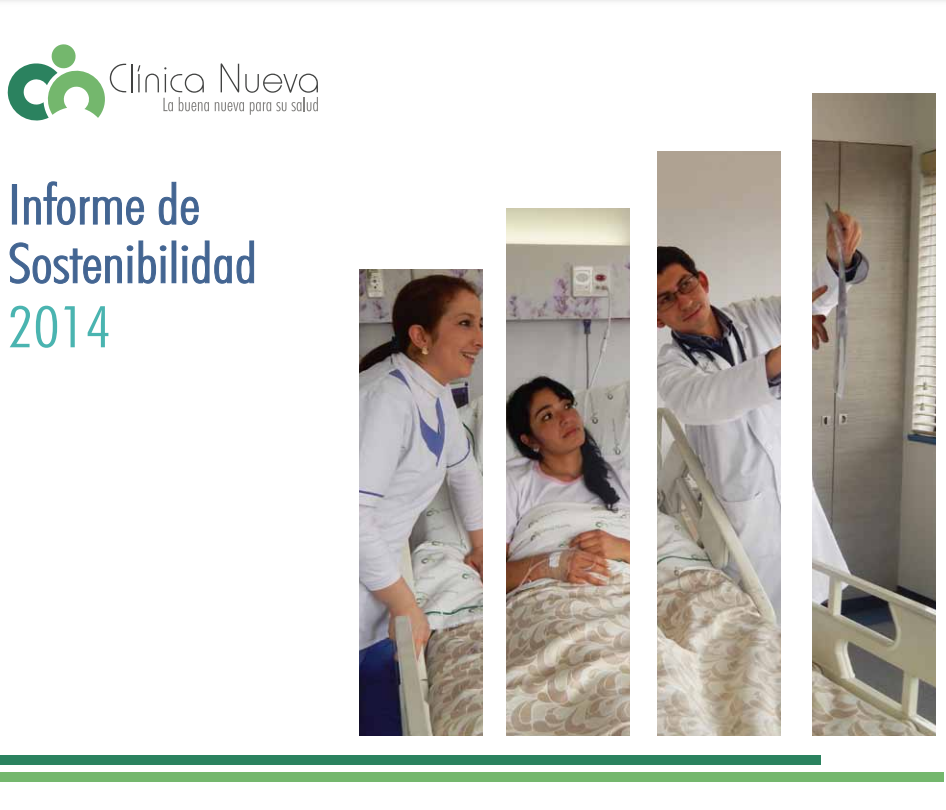 Clínica Nueva
La buena nueva para su salud
Informe de
Sostenibilidad
2014